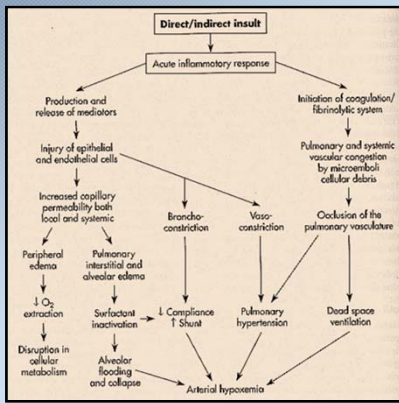 Direct/indirect insult
Acute inflammatory response
Production and
release of mediators
Initiation of coagulation/
fibrinolytic system
Injury of epithelial
and endothelial cells
Pulmonary and systemic
vascular congestion
by microemboli
cellular debris
Increased capillary
permeability both
local and systemic
Broncho-
constriction
Vaso-
constriction
Occlusion of the
pulmonary vasculature
Peripheral
edema
Pulmonary
interstitial and
alveolar edema
↓ O2
extraction
Surfactant
inactivation
↓ Compliance
↑ Shunt
Pulmonary
hypertension
Dead space
ventilation
Disruption in
cellular
metabolism
Alveolar
flooding
and collapse
Arterial hypoxemia